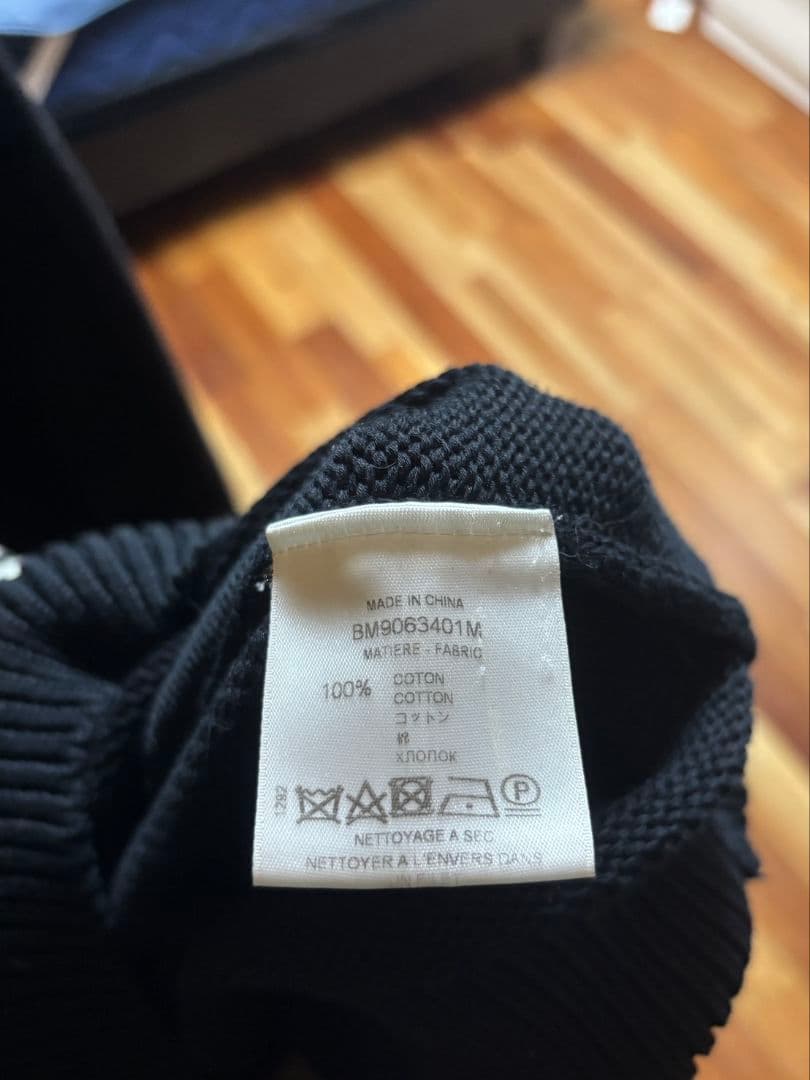 MADE IN CHINA
BM9063401M
MATIERE - FABRIC
100% COTON
COTTON
コットン
棉
хлопок
1262
P
NETTOYAGE A SEC
NETTOYER A L'ENVERS DANS